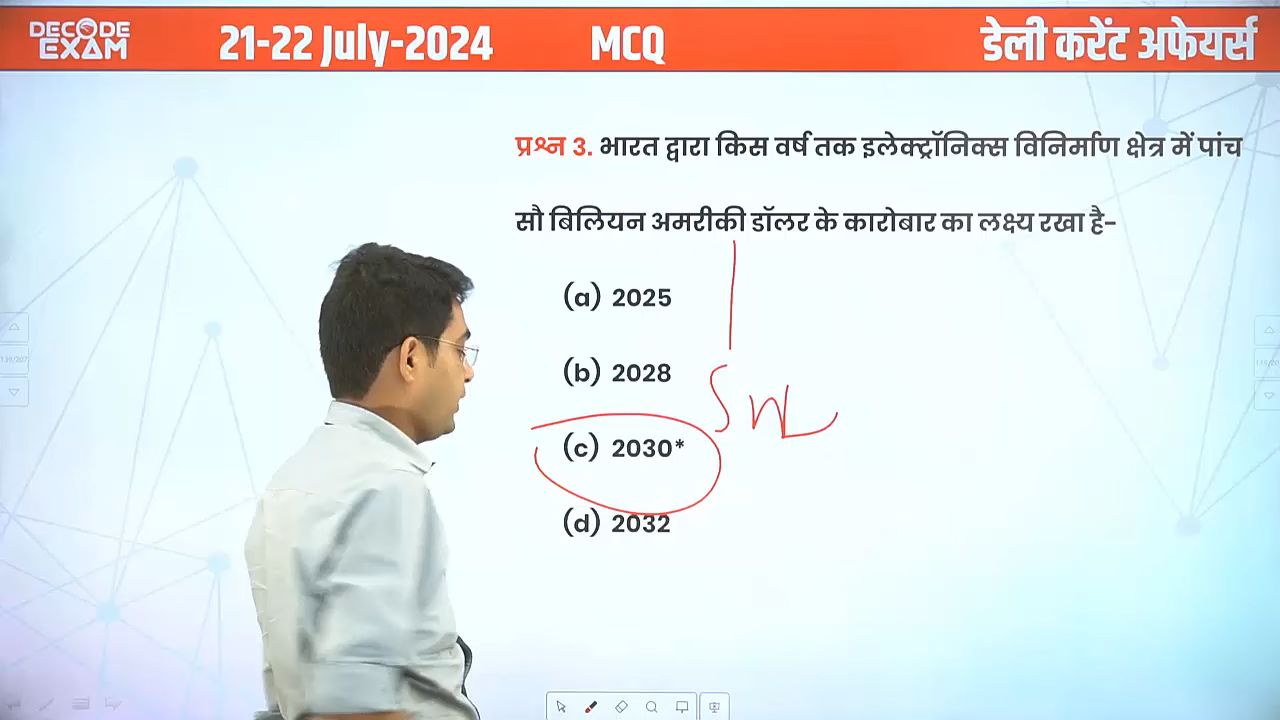 DECODE EXAM
21-22 July-2024 MCQ डेली करेंट अफेयर्स
प्रश्न 3. भारत द्वारा किस वर्ष तक इलेक्ट्रॉनिक्स विनिर्माण क्षेत्र में पांच
सौ बिलियन अमरीकी डॉलर के कारोबार का लक्ष्य रखा है-
(a) 2025
(b) 2028
(c) 2030*
(d) 2032